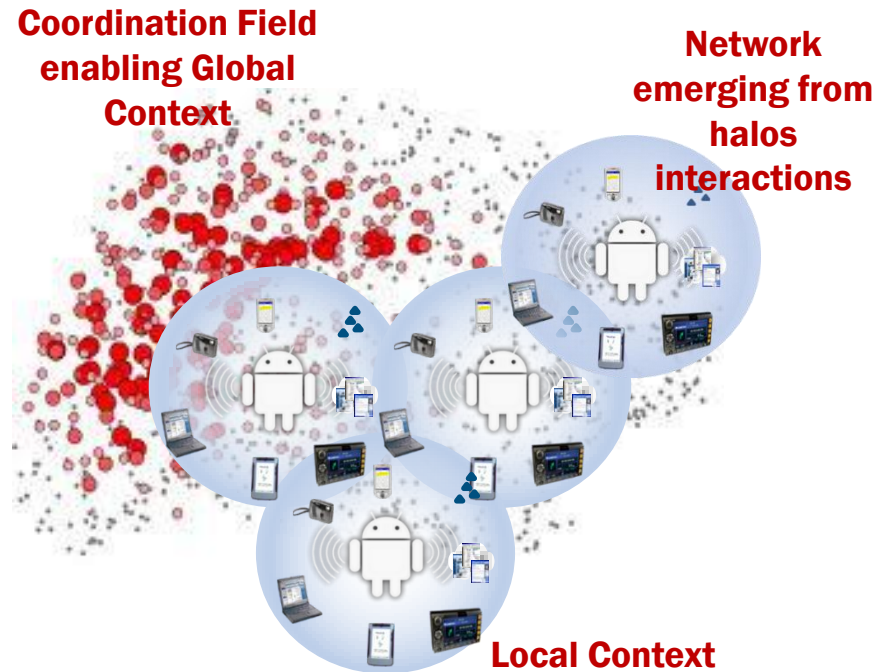 Coordination Field
enabling Global
Context
Network
emerging from
halos
interactions
Local Context